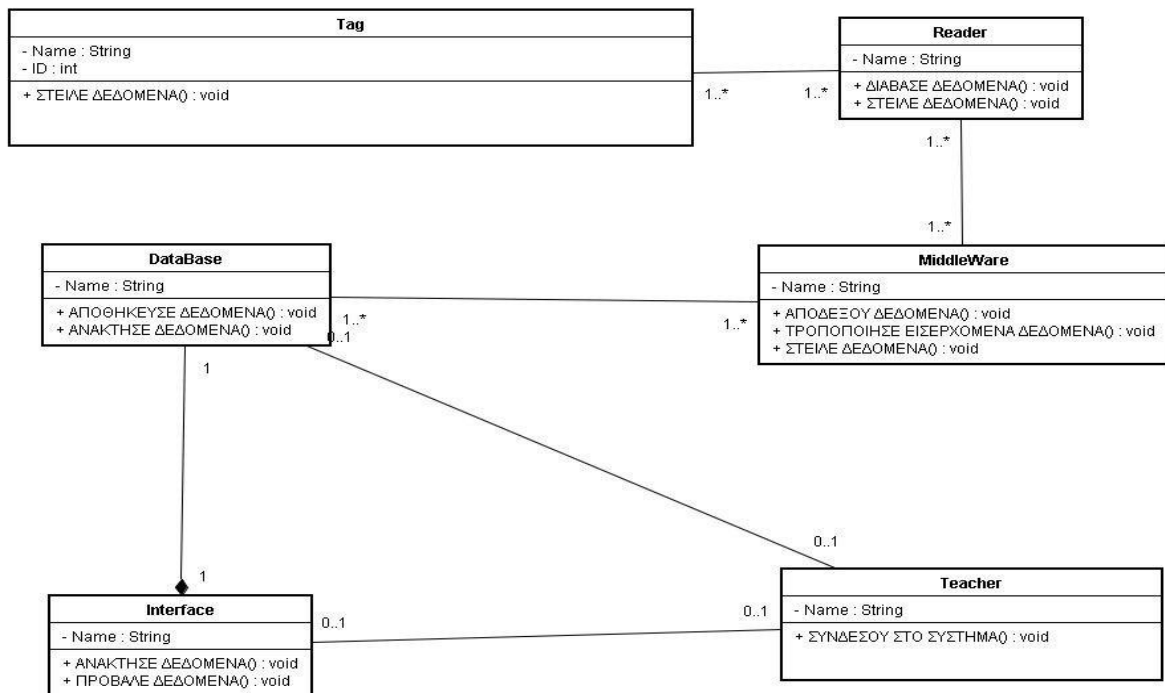 Tag
- Name : String
- ID : int
+ ΣΤΕΙΛΕ ΔΕΔΟΜΕΝΑ() : void
Reader
- Name : String
+ ΔΙΑΒΑΣΕ ΔΕΔΟΜΕΝΑ() : void
+ ΣΤΕΙΛΕ ΔΕΔΟΜΕΝΑ() : void
1..*
1..*
1..*
1..*
DataBase
- Name : String
+ ΑΠΟΘΗΚΕΥΣΕ ΔΕΔΟΜΕΝΑ() : void
+ ΑΝΑΚΤΗΣΕ ΔΕΔΟΜΕΝΑ() : void
MiddleWare
- Name : String
+ ΑΠΟΔΕΞΟΥ ΔΕΔΟΜΕΝΑ() : void
+ ΤΡΟΠΟΠΟΙΗΣΕ ΕΙΣΕΡΧΟΜΕΝΑ ΔΕΔΟΜΕΝΑ() : void
+ ΣΤΕΙΛΕ ΔΕΔΟΜΕΝΑ() : void
1..*
1..*
0..1
1
0..1
1
Interface
- Name : String
+ ΑΝΑΚΤΗΣΕ ΔΕΔΟΜΕΝΑ() : void
+ ΠΡΟΒΑΛΕ ΔΕΔΟΜΕΝΑ() : void
0..1
0..1
Teacher
- Name : String
+ ΣΥΝΔΕΣΟΥ ΣΤΟ ΣΥΣΤΗΜΑ() : void